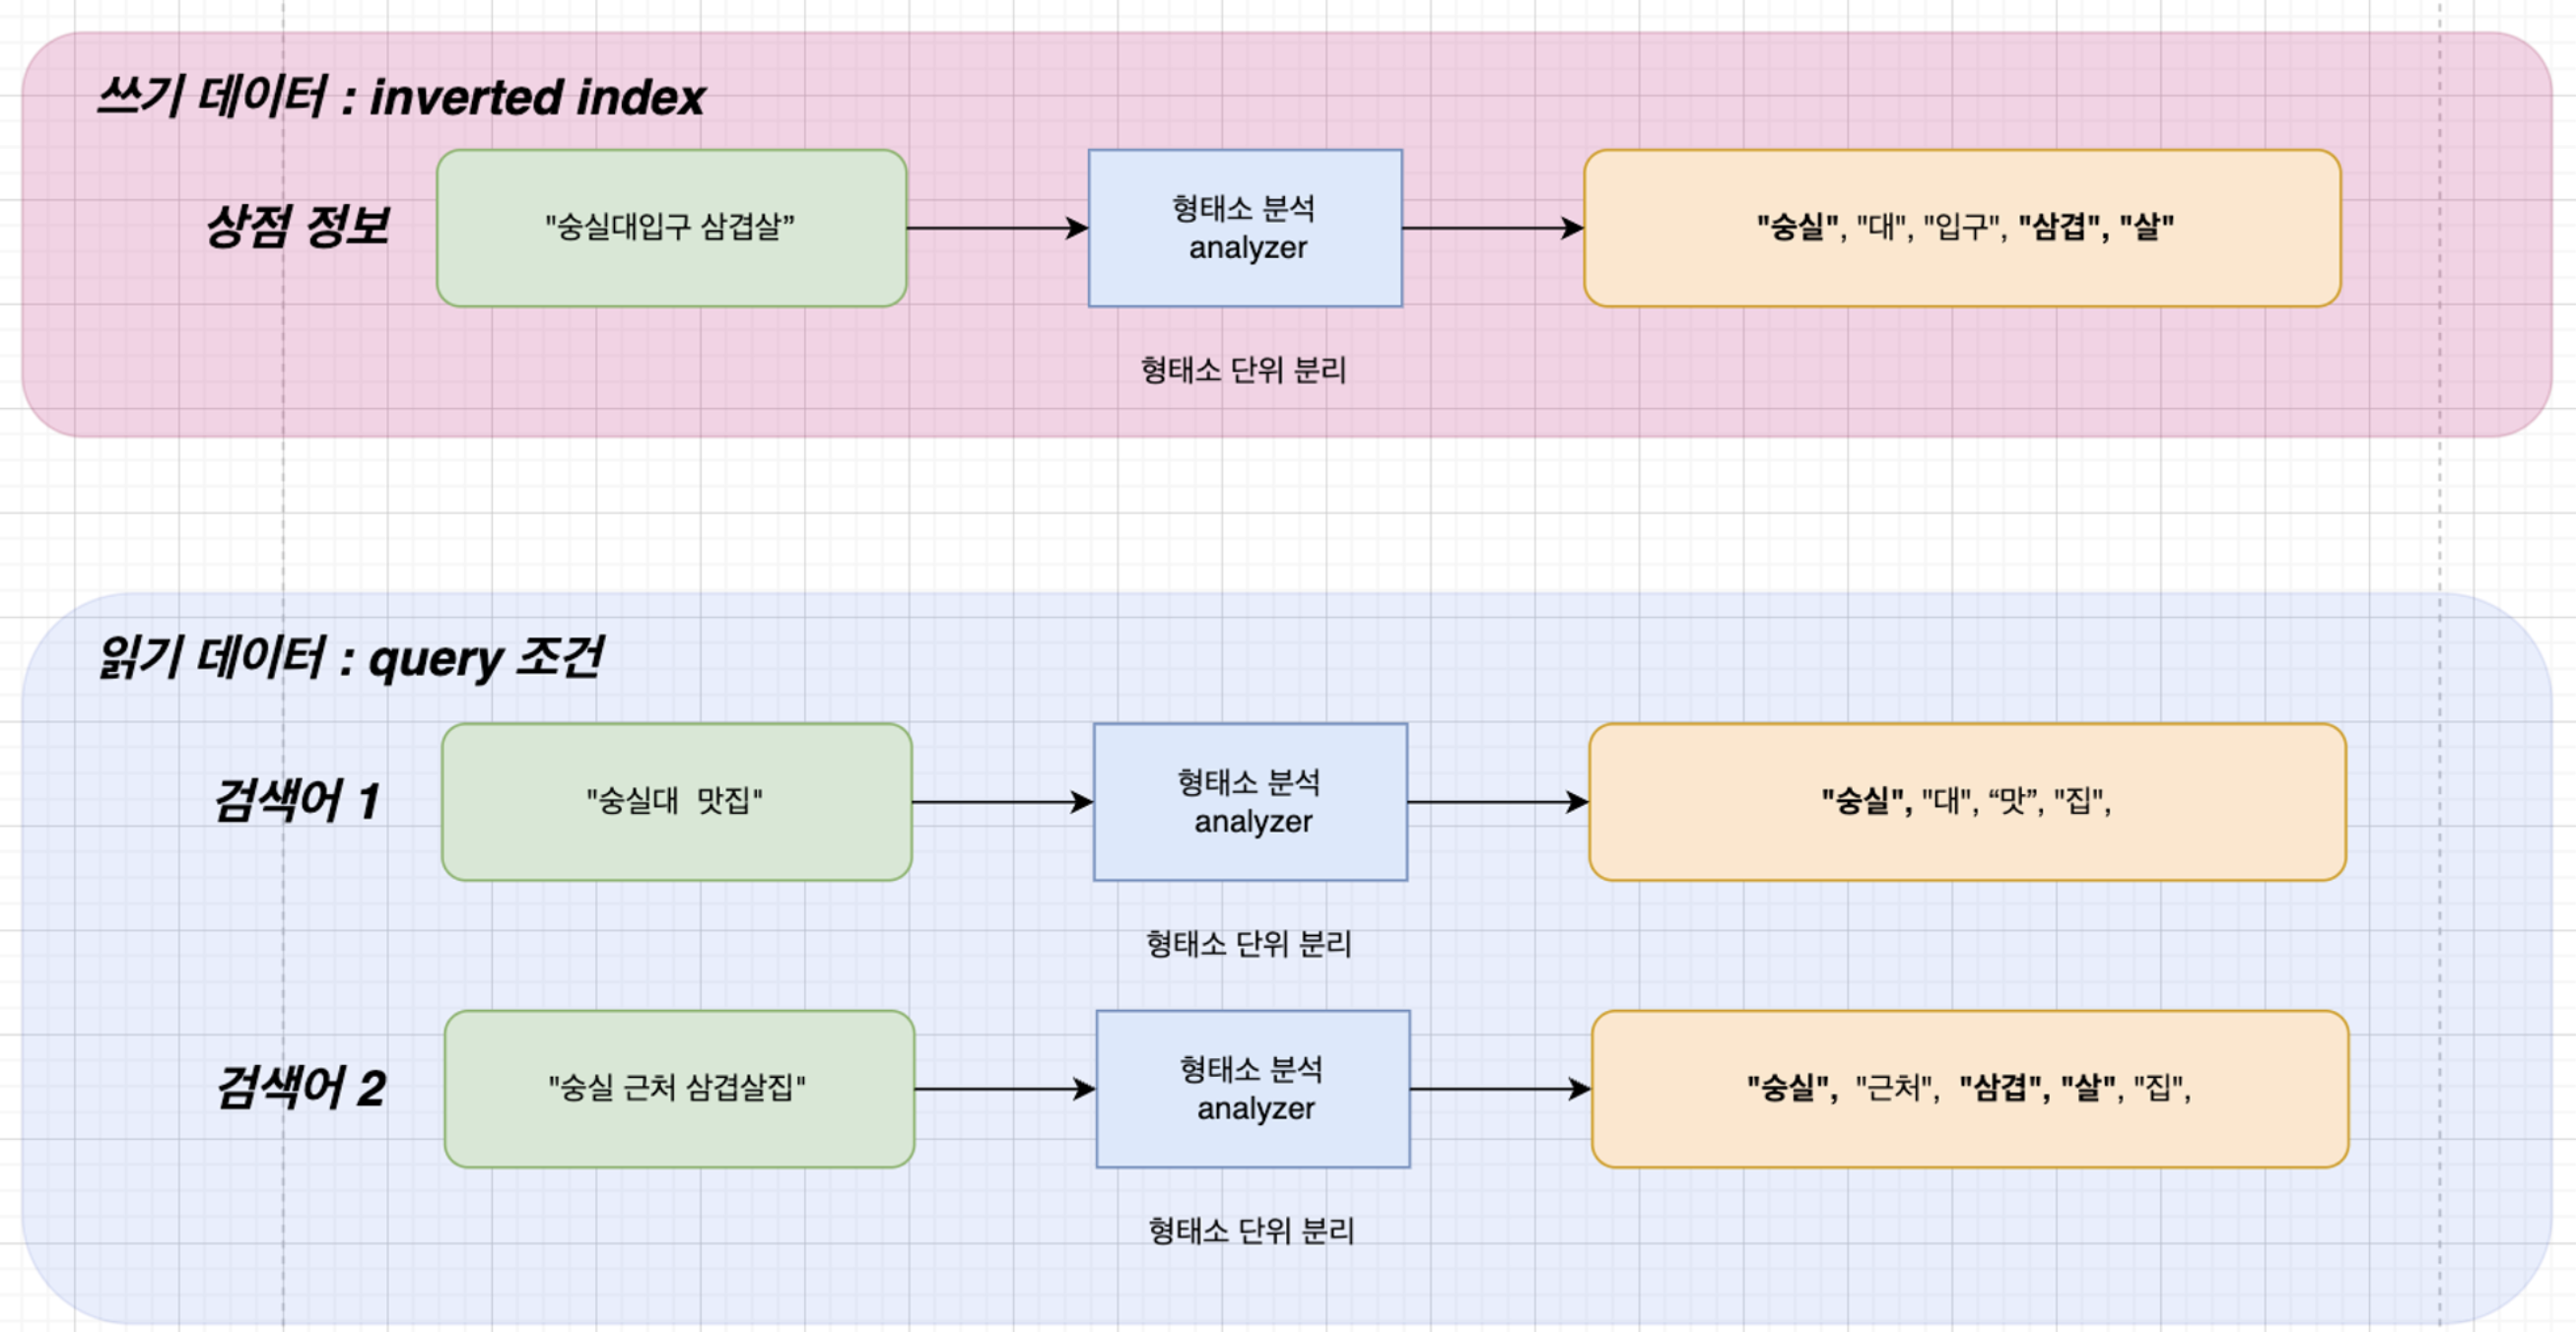 쓰기 데이터 : inverted index
상점 정보
"숭실대입구 삼겹살”
형태소 분석
analyzer
"숭실", "대", "입구", "삼겹", "살"
형태소 단위 분리
읽기 데이터 : query 조건
검색어 1
"숭실대  맛집"
형태소 분석
analyzer
"숭실", "대", “맛”, "집",
형태소 단위 분리
검색어 2
"숭실 근처 삼겹살집"
형태소 분석
analyzer
"숭실",  "근처",  "삼겹", "살", "집",
형태소 단위 분리